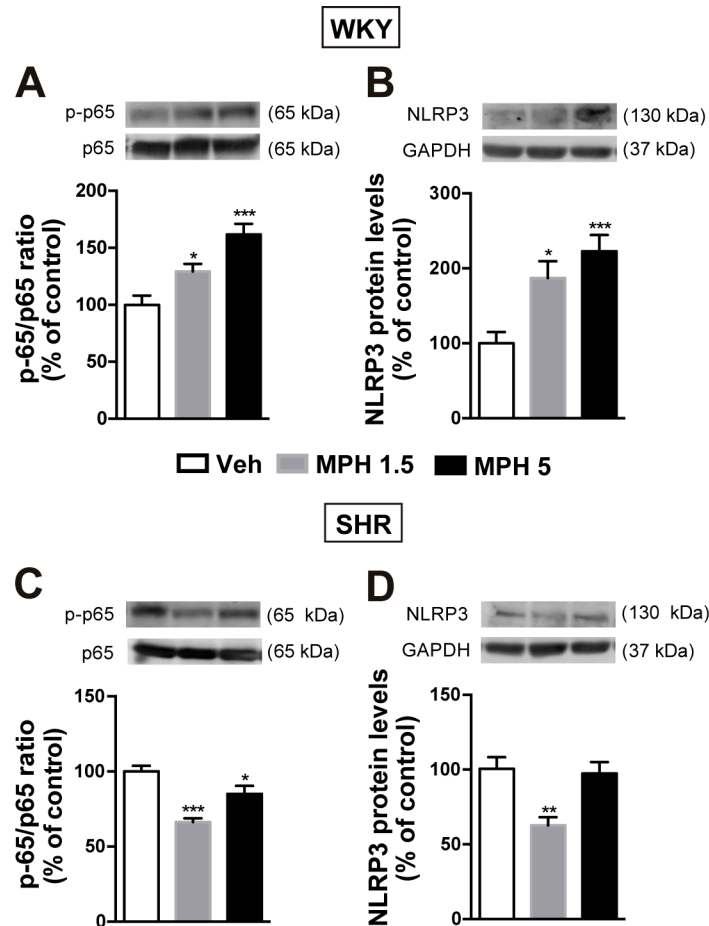 WKY
A
p-p65 (65 kDa)
p65 (65 kDa)
p-65/p65 ratio
(% of control)
200
150
100
50
0
*
***
B
NLRP3 (130 kDa)
GAPDH (37 kDa)
NLRP3 protein levels
(% of control)
300
200
100
0
*
***
Veh MPH 1.5 MPH 5
SHR
C
p-p65 (65 kDa)
p65 (65 kDa)
p-65/p65 ratio
(% of control)
150
100
50
0
***
*
D
NLRP3 (130 kDa)
GAPDH (37 kDa)
NLRP3 protein levels
(% of control)
150
100
50
0
**